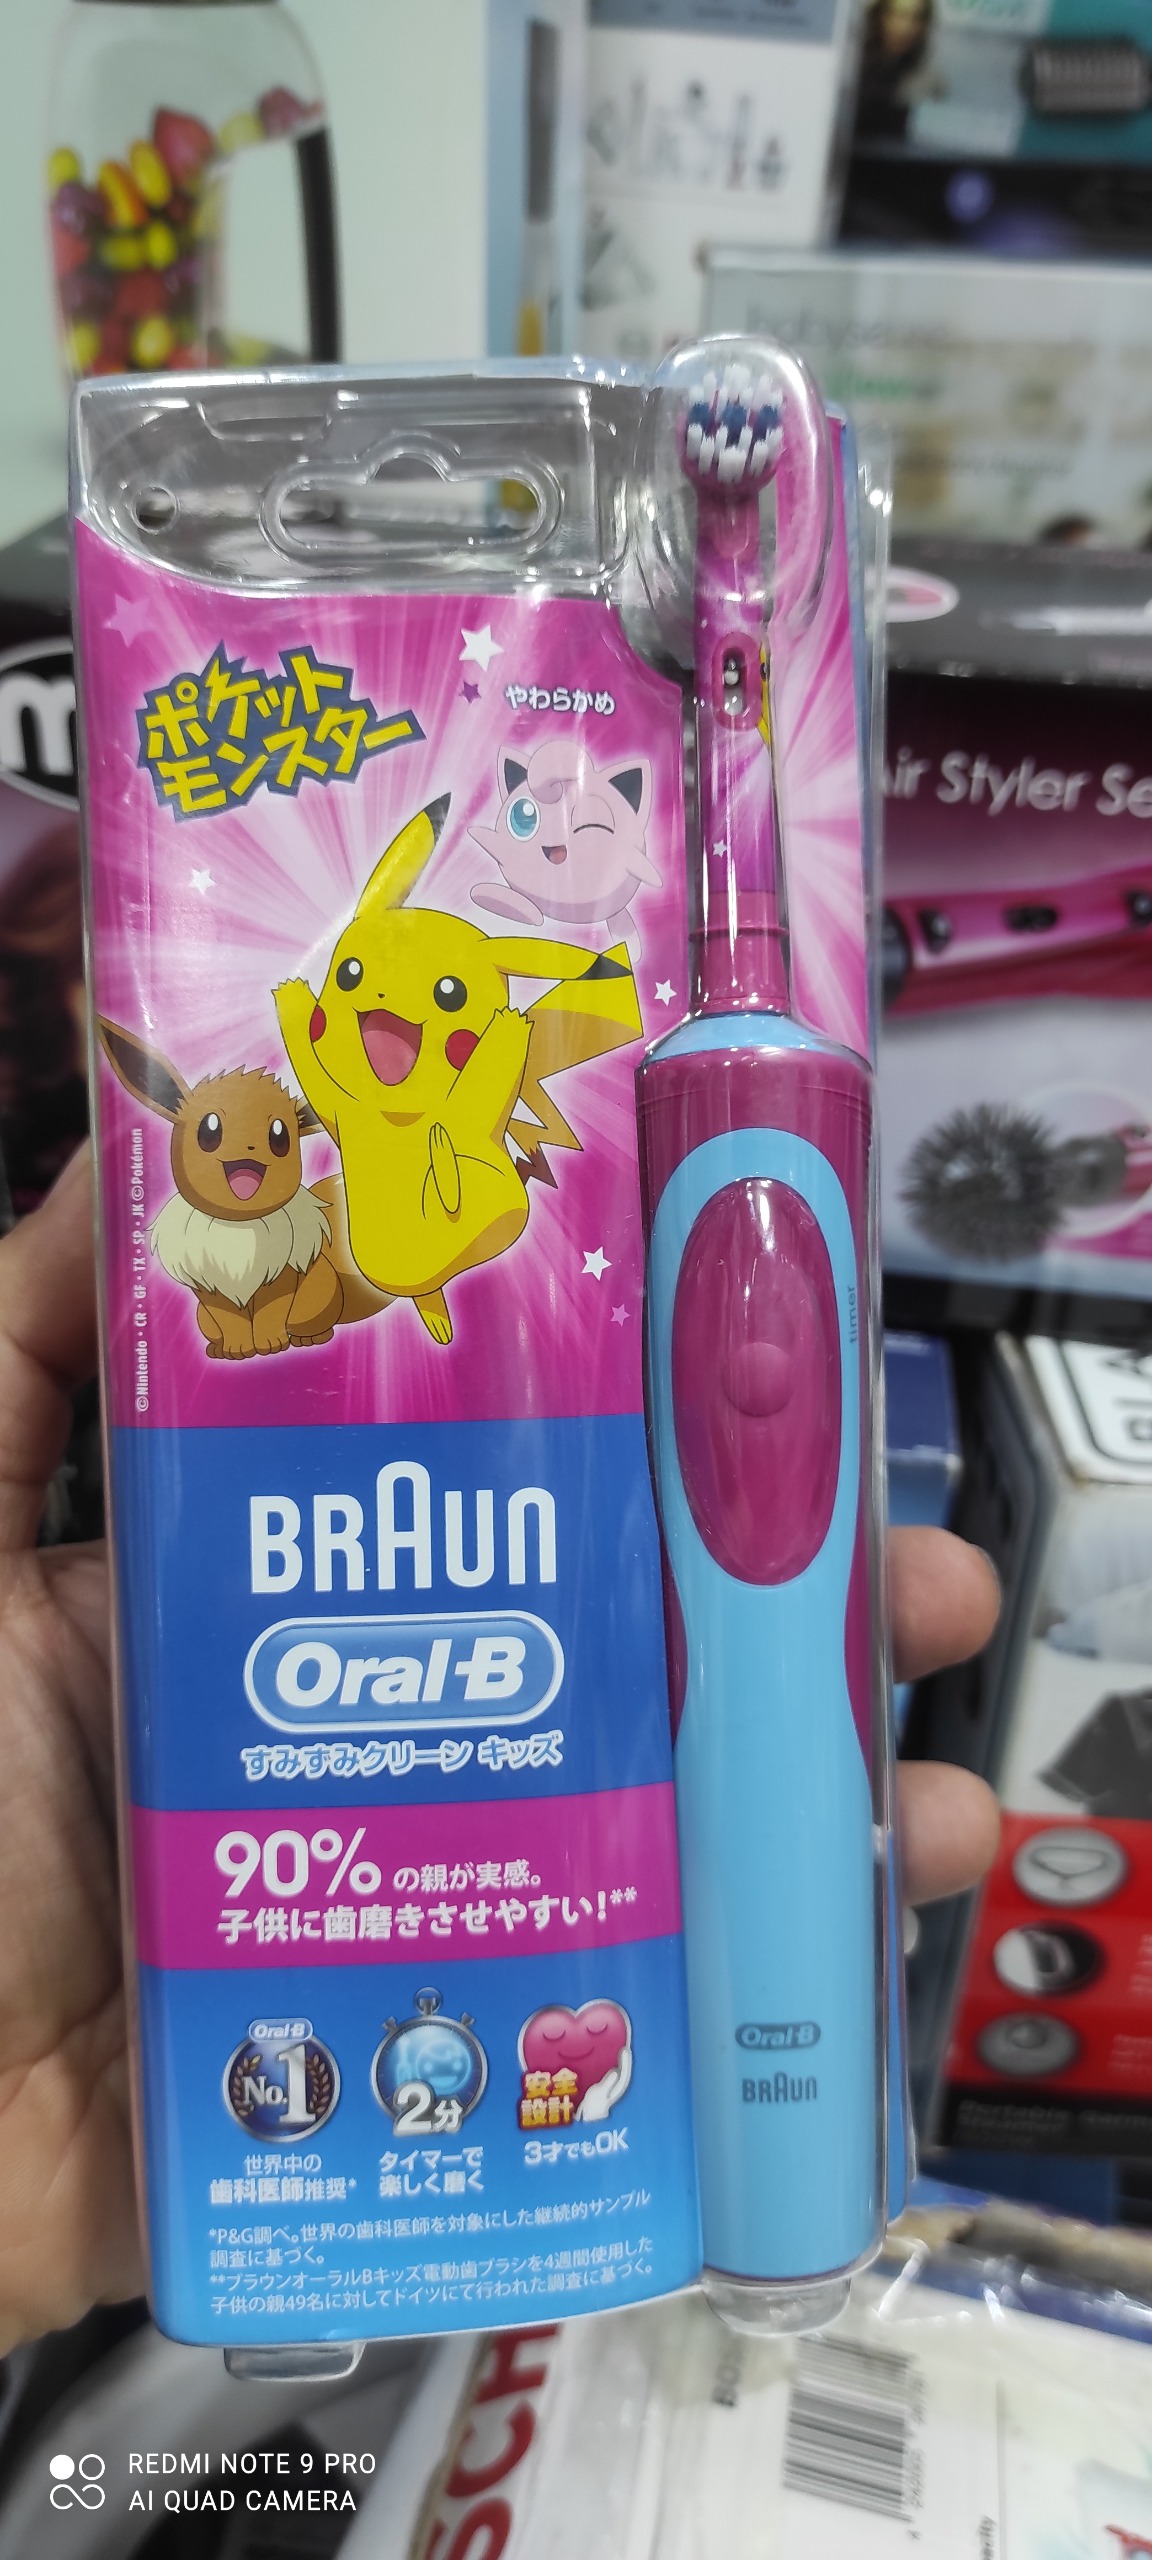 ポケット
モンスター
やわらかめ
©Nintendo・CR・GF・TX・SP・JK ©Pokémon
timer
BRAUN
Oral-B
すみずみクリーン キッズ
90%の親が実感。
子供に歯磨きさせやすい!**
Oral-B
No.1
世界中の
歯科医師推奨*
2分
タイマーで
楽しく磨く
安全
設計
3才でもOK
*P&G調べ。世界の歯科医師を対象にした継続的サンプル
調査に基づく。
**ブラウンオーラルBキッズ電動歯ブラシを4週間使用した
子供の親49名に対してドイツにて行われた調査に基づく。
Oral-B
BRAUN
Air Styler Se
SCH
REDMI NOTE 9 PRO
AI QUAD CAMERA